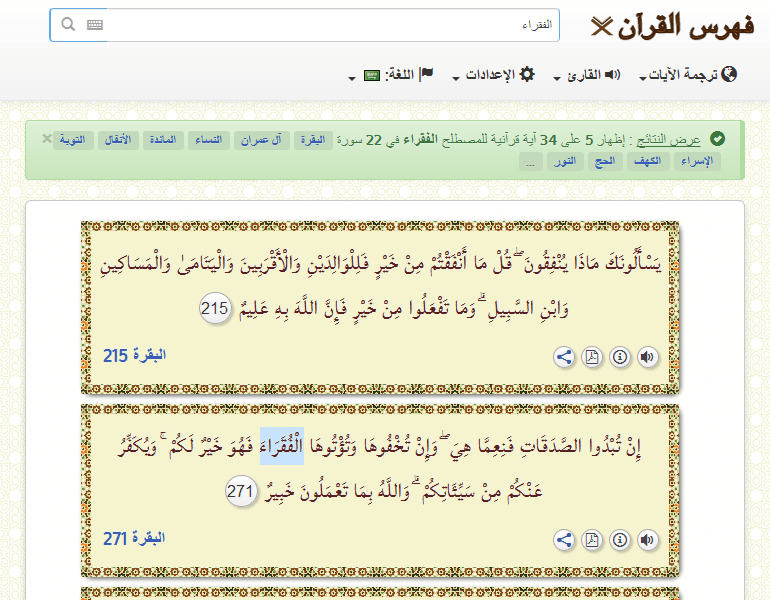 فهرس القرآن
الفقراء
ترجمة الآيات
القارئ
الإعدادات
اللغة:
عرض النتائج : إظهار 5 على 34 آية قرآنية للمصطلح الفقراء في 22 سورة البقرة آل عمران النساء المائدة الأنفال التوبة ×
الإسراء الكهف الحج النور ...
يَسْأَلُونَكَ مَاذَا يُنْفِقُونَ ۖ قُلْ مَا أَنْفَقْتُمْ مِنْ خَيْرٍ فَلِلْوَالِدَيْنِ وَالْأَقْرَبِينَ وَالْيَتَامَىٰ وَالْمَسَاكِينِ
وَابْنِ السَّبِيلِ ۗ وَمَا تَفْعَلُوا مِنْ خَيْرٍ فَإِنَّ اللَّهَ بِهِ عَلِيمٌ 215
البقرة 215
إِنْ تُبْدُوا الصَّدَقَاتِ فَنِعِمَّا هِيَ ۖ وَإِنْ تُخْفُوهَا وَتُؤْتُوهَا الْفُقَرَاءَ فَهُوَ خَيْرٌ لَكُمْ ۚ وَيُكَفِّرُ
عَنْكُمْ مِنْ سَيِّئَاتِكُمْ ۗ وَاللَّهُ بِمَا تَعْمَلُونَ خَبِيرٌ 271
البقرة 271